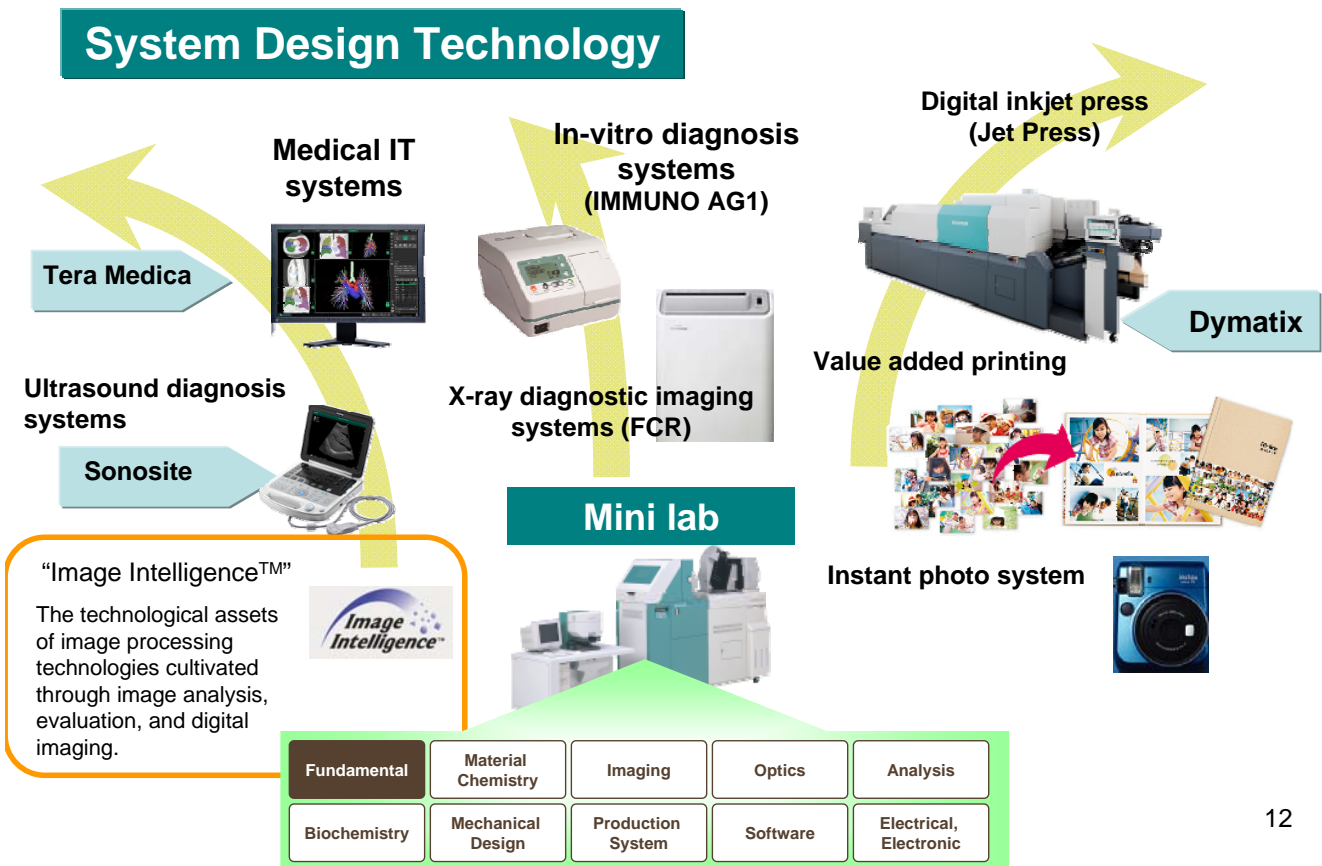 System Design Technology
Digital inkjet press
(Jet Press)
Medical IT
systems
In-vitro diagnosis
systems
(IMMUNO AG1)
Tera Medica
Dymatix
Value added printing
Ultrasound diagnosis
systems
X-ray diagnostic imaging
systems (FCR)
Sonosite
Mini lab
“Image Intelligence™”
The technological assets
of image processing
technologies cultivated
through image analysis,
evaluation, and digital
imaging.
Image
Intelligence™
Instant photo system
instax
Fundamental
Material
Chemistry
Imaging
Optics
Analysis
Biochemistry
Mechanical
Design
Production
System
Software
Electrical,
Electronic
12